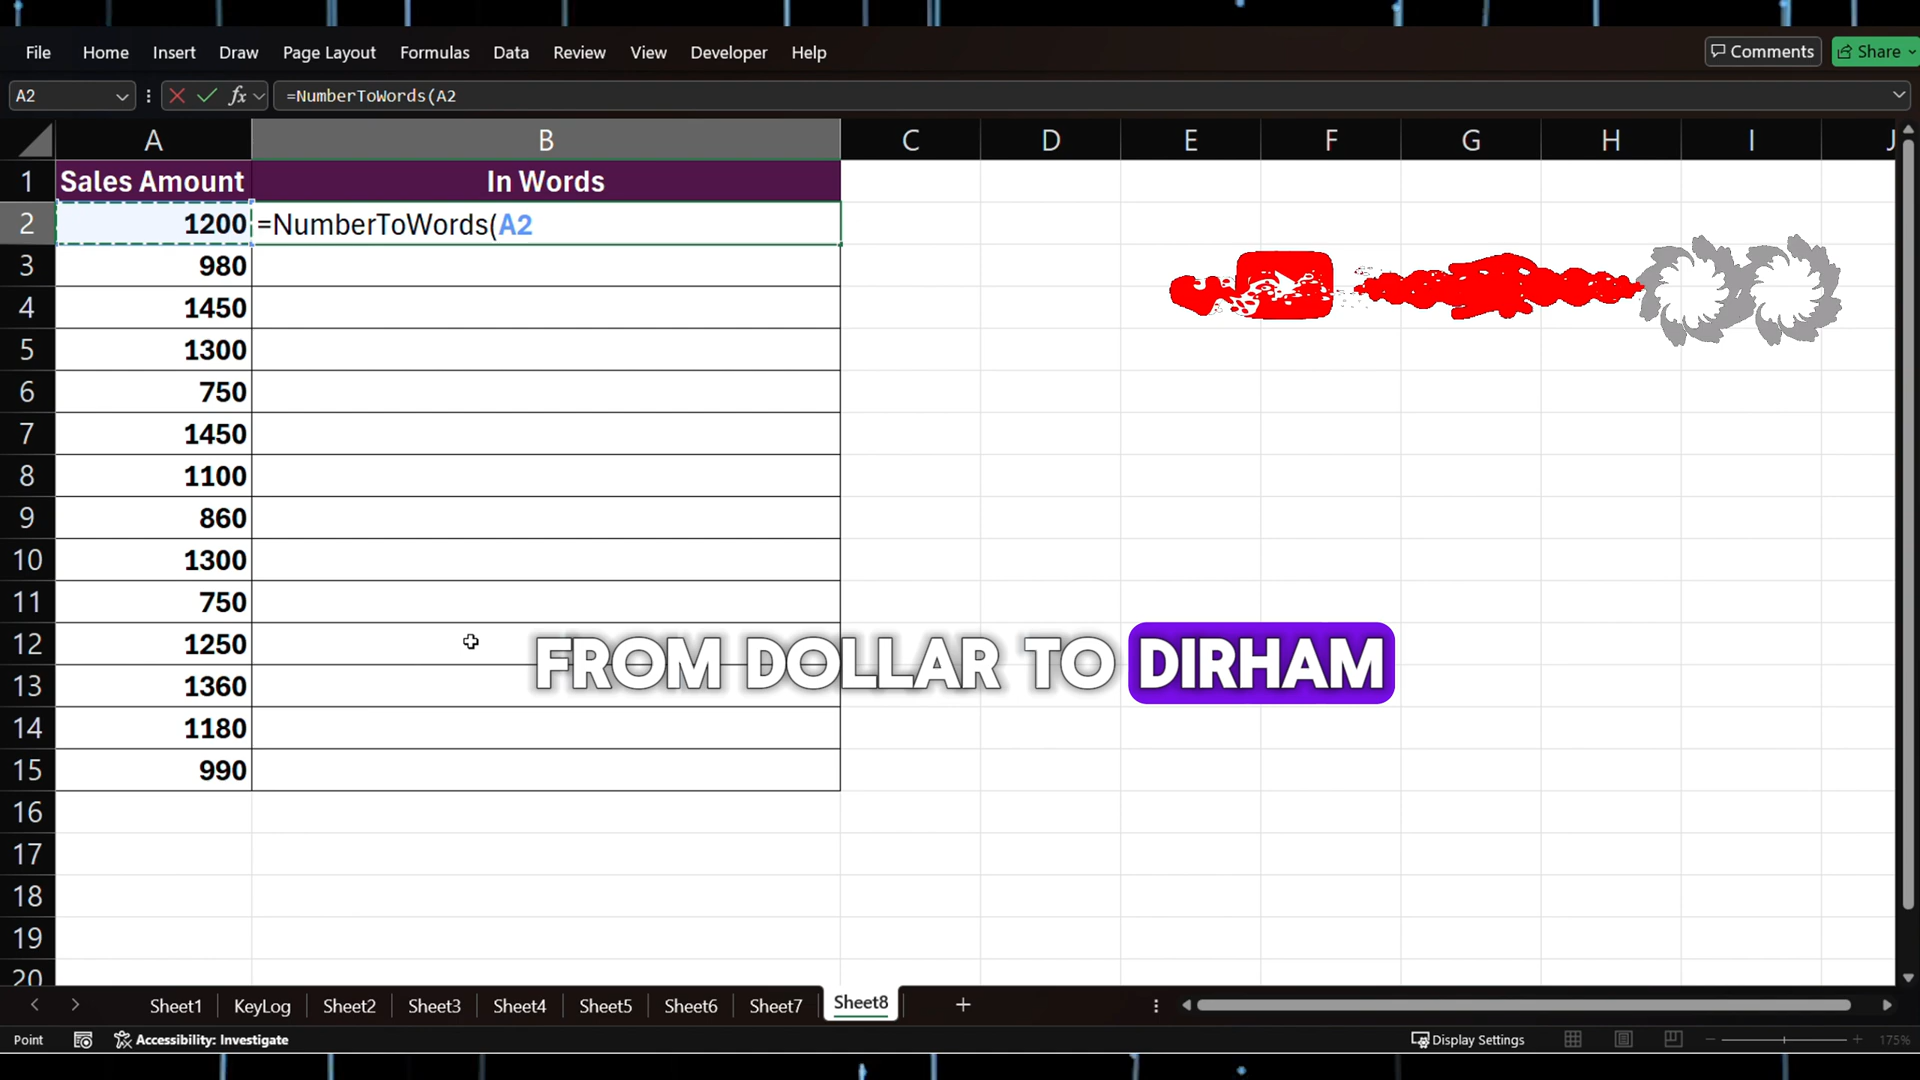 File Home Insert Draw Page Layout Formulas Data Review View Developer Help Comments Share
A2 fx =NumberToWords(A2
A B C D E F G H I J
1 Sales Amount In Words
2 1200 =NumberToWords(A2
3 980
4 1450
5 1300
6 750
7 1450
8 1100
9 860
10 1300
11 750
12 1250
FROM DOLLAR TO DIRHAM
13 1360
14 1180
15 990
16
17
18
19
20
Sheet1 KeyLog Sheet2 Sheet3 Sheet4 Sheet5 Sheet6 Sheet7 Sheet8
Point Accessibility: Investigate Display Settings 175%